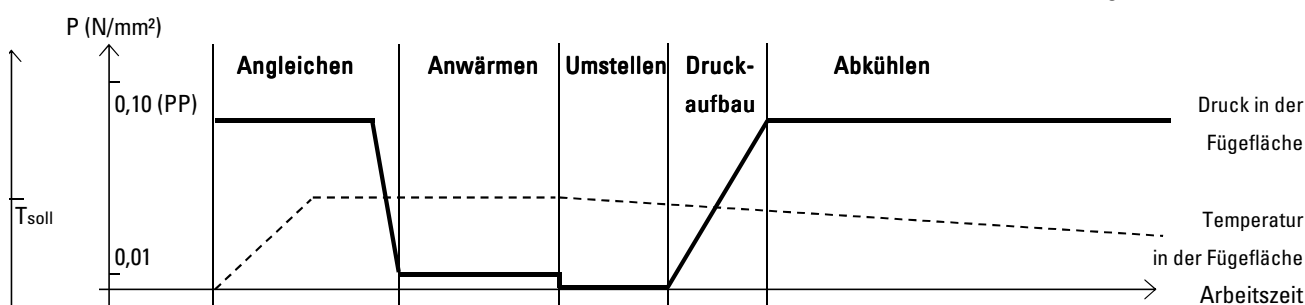 P (N/mm²)
Angleichen
Anwärmen
Umstellen
Druck-
aufbau
Abkühlen
0,10 (PP)
Druck in der
Fügefläche
Tsoll
Temperatur
in der Fügefläche
0,01
Arbeitszeit